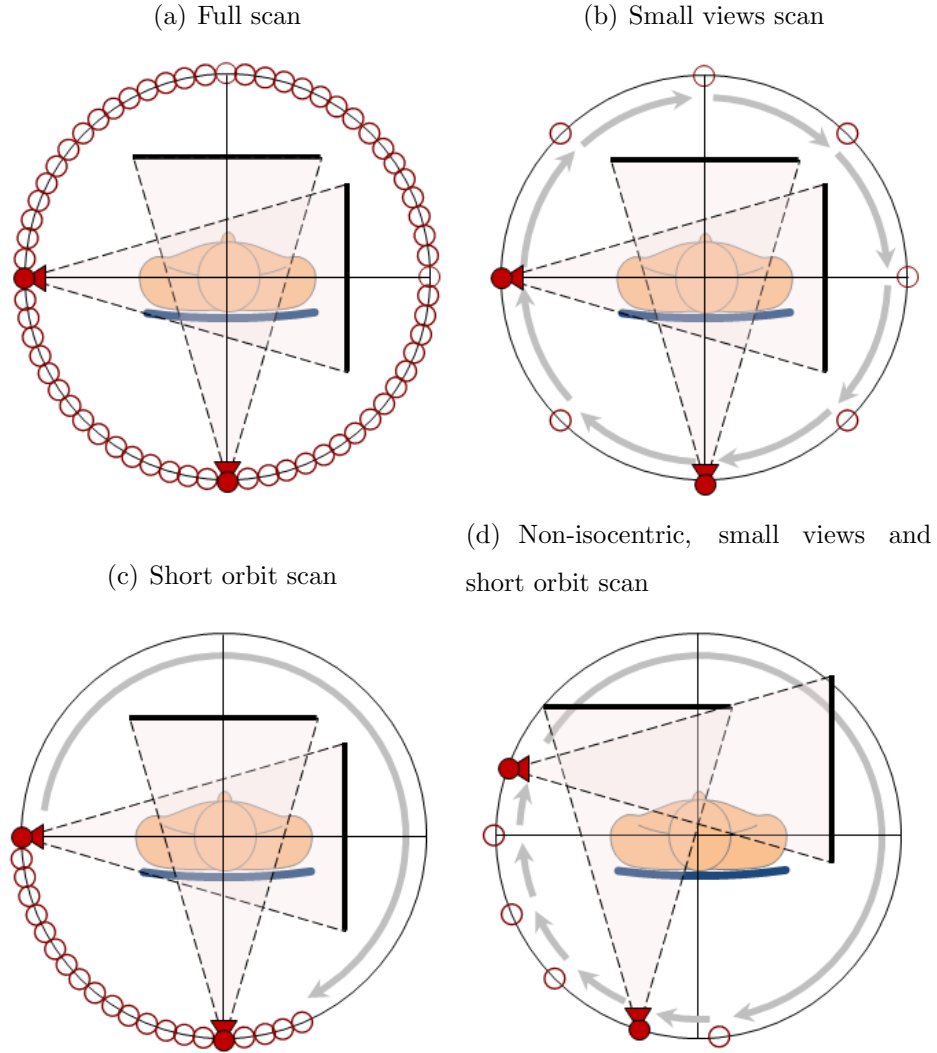 (a) Full scan
(b) Small views scan
(c) Short orbit scan
(d) Non-isocentric, small views and
short orbit scan